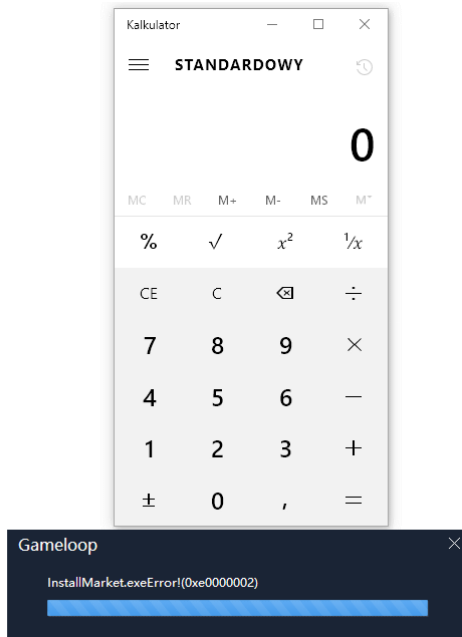 Kalkulator
STANDARDOWY
0
MC MR M+ M- MS M˅
% √ x² ¹/x
CE C ÷
7 8 9 ×
4 5 6 −
1 2 3 +
± 0 , =
Gameloop
InstallMarket.exeError!(0xe0000002)